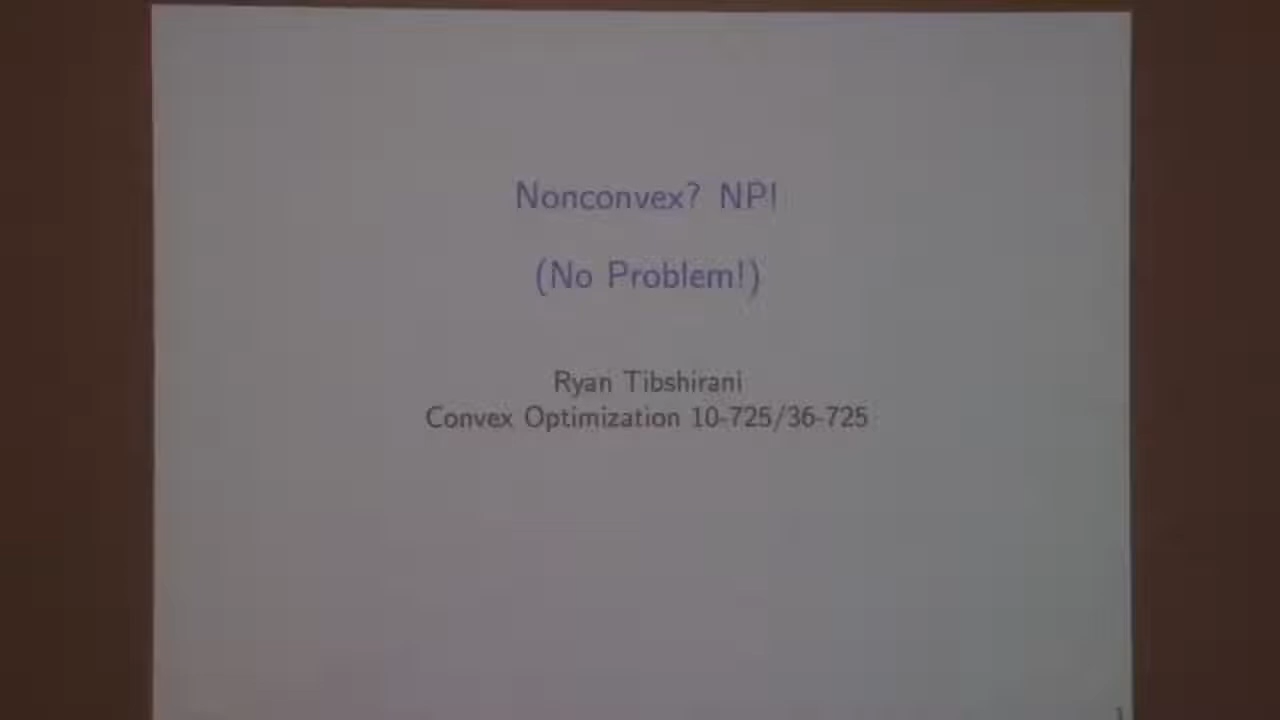 Nonconvex? NP!
(No Problem!)
Ryan Tibshirani
Convex Optimization 10-725/36-725
1